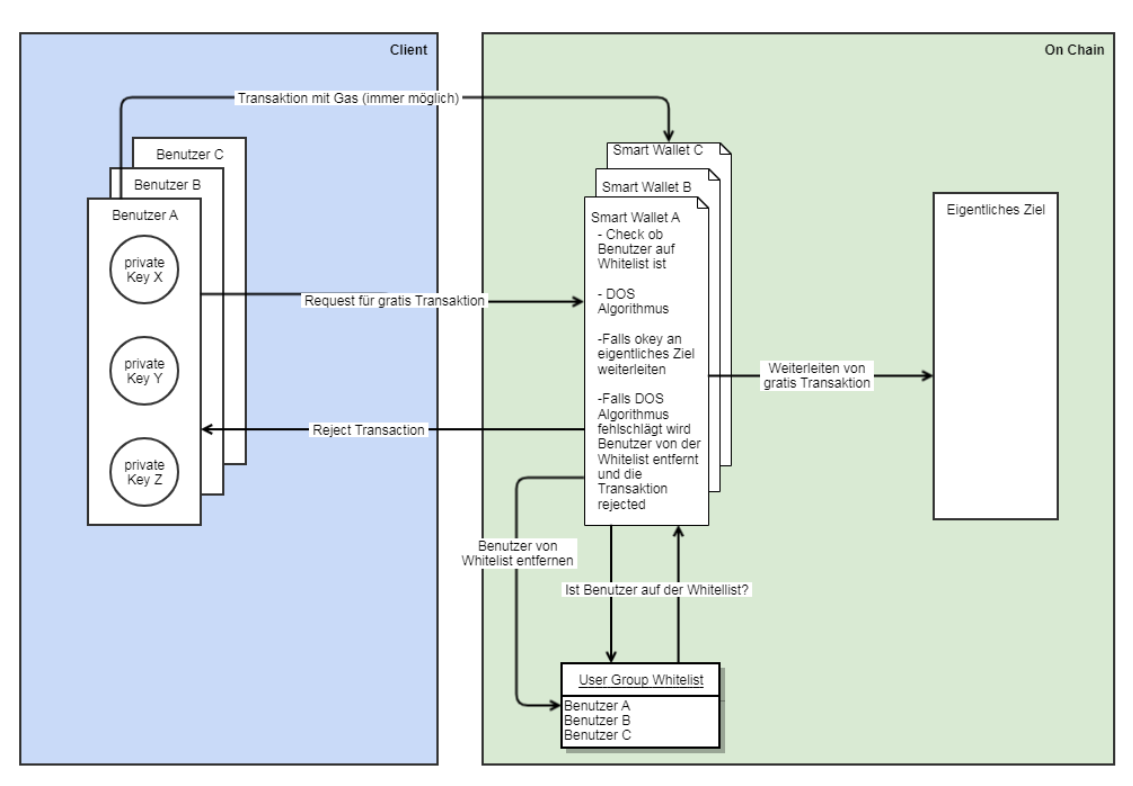 Client
On Chain
Transaktion mit Gas (immer möglich)
Benutzer C
Benutzer B
Benutzer A
private
Key X
private
Key Y
private
Key Z
Smart Wallet C
Smart Wallet B
Smart Wallet A
- Check ob
Benutzer auf
Whitelist ist
- DOS
Algorithmus
-Falls okey an
eigentliches Ziel
weiterleiten
-Falls DOS
Algorithmus
fehlschlägt wird
Benutzer von der
Whitelist entfernt
und die
Transaktion
rejected
Eigentliches Ziel
Request für gratis Transaktion
Weiterleiten von
gratis Transaktion
Reject Transaction
Benutzer von
Whitelist entfernen
Ist Benutzer auf der Whitellist?
User Group Whitelist
Benutzer A
Benutzer B
Benutzer C